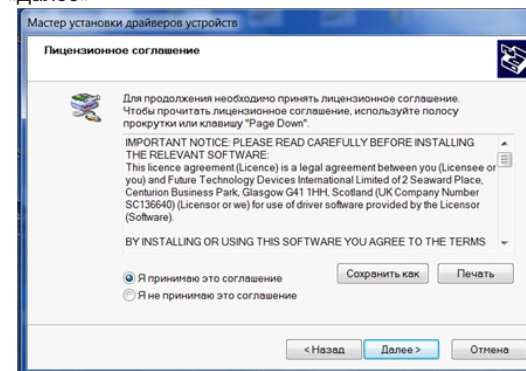 «Далее»
Мастер установки драйверов устройств
Лицензионное соглашение
Для продолжения необходимо принять лицензионное соглашение.
Чтобы прочитать лицензионное соглашение, используйте полосу
прокрутки или клавишу "Page Down".
IMPORTANT NOTICE: PLEASE READ CAREFULLY BEFORE INSTALLING
THE RELEVANT SOFTWARE:
This licence agreement (Licence) is a legal agreement between you (Licensee or
you) and Future Technology Devices International Limited of 2 Seaward Place,
Centurion Business Park, Glasgow G41 1HH, Scotland (UK Company Number
SC136640) (Licensor or we) for use of driver software provided by the Licensor
(Software).
BY INSTALLING OR USING THIS SOFTWARE YOU AGREE TO THE TERMS
Я принимаю это соглашение
Сохранить как
Печать
Я не принимаю это соглашение
< Назад
Далее >
Отмена